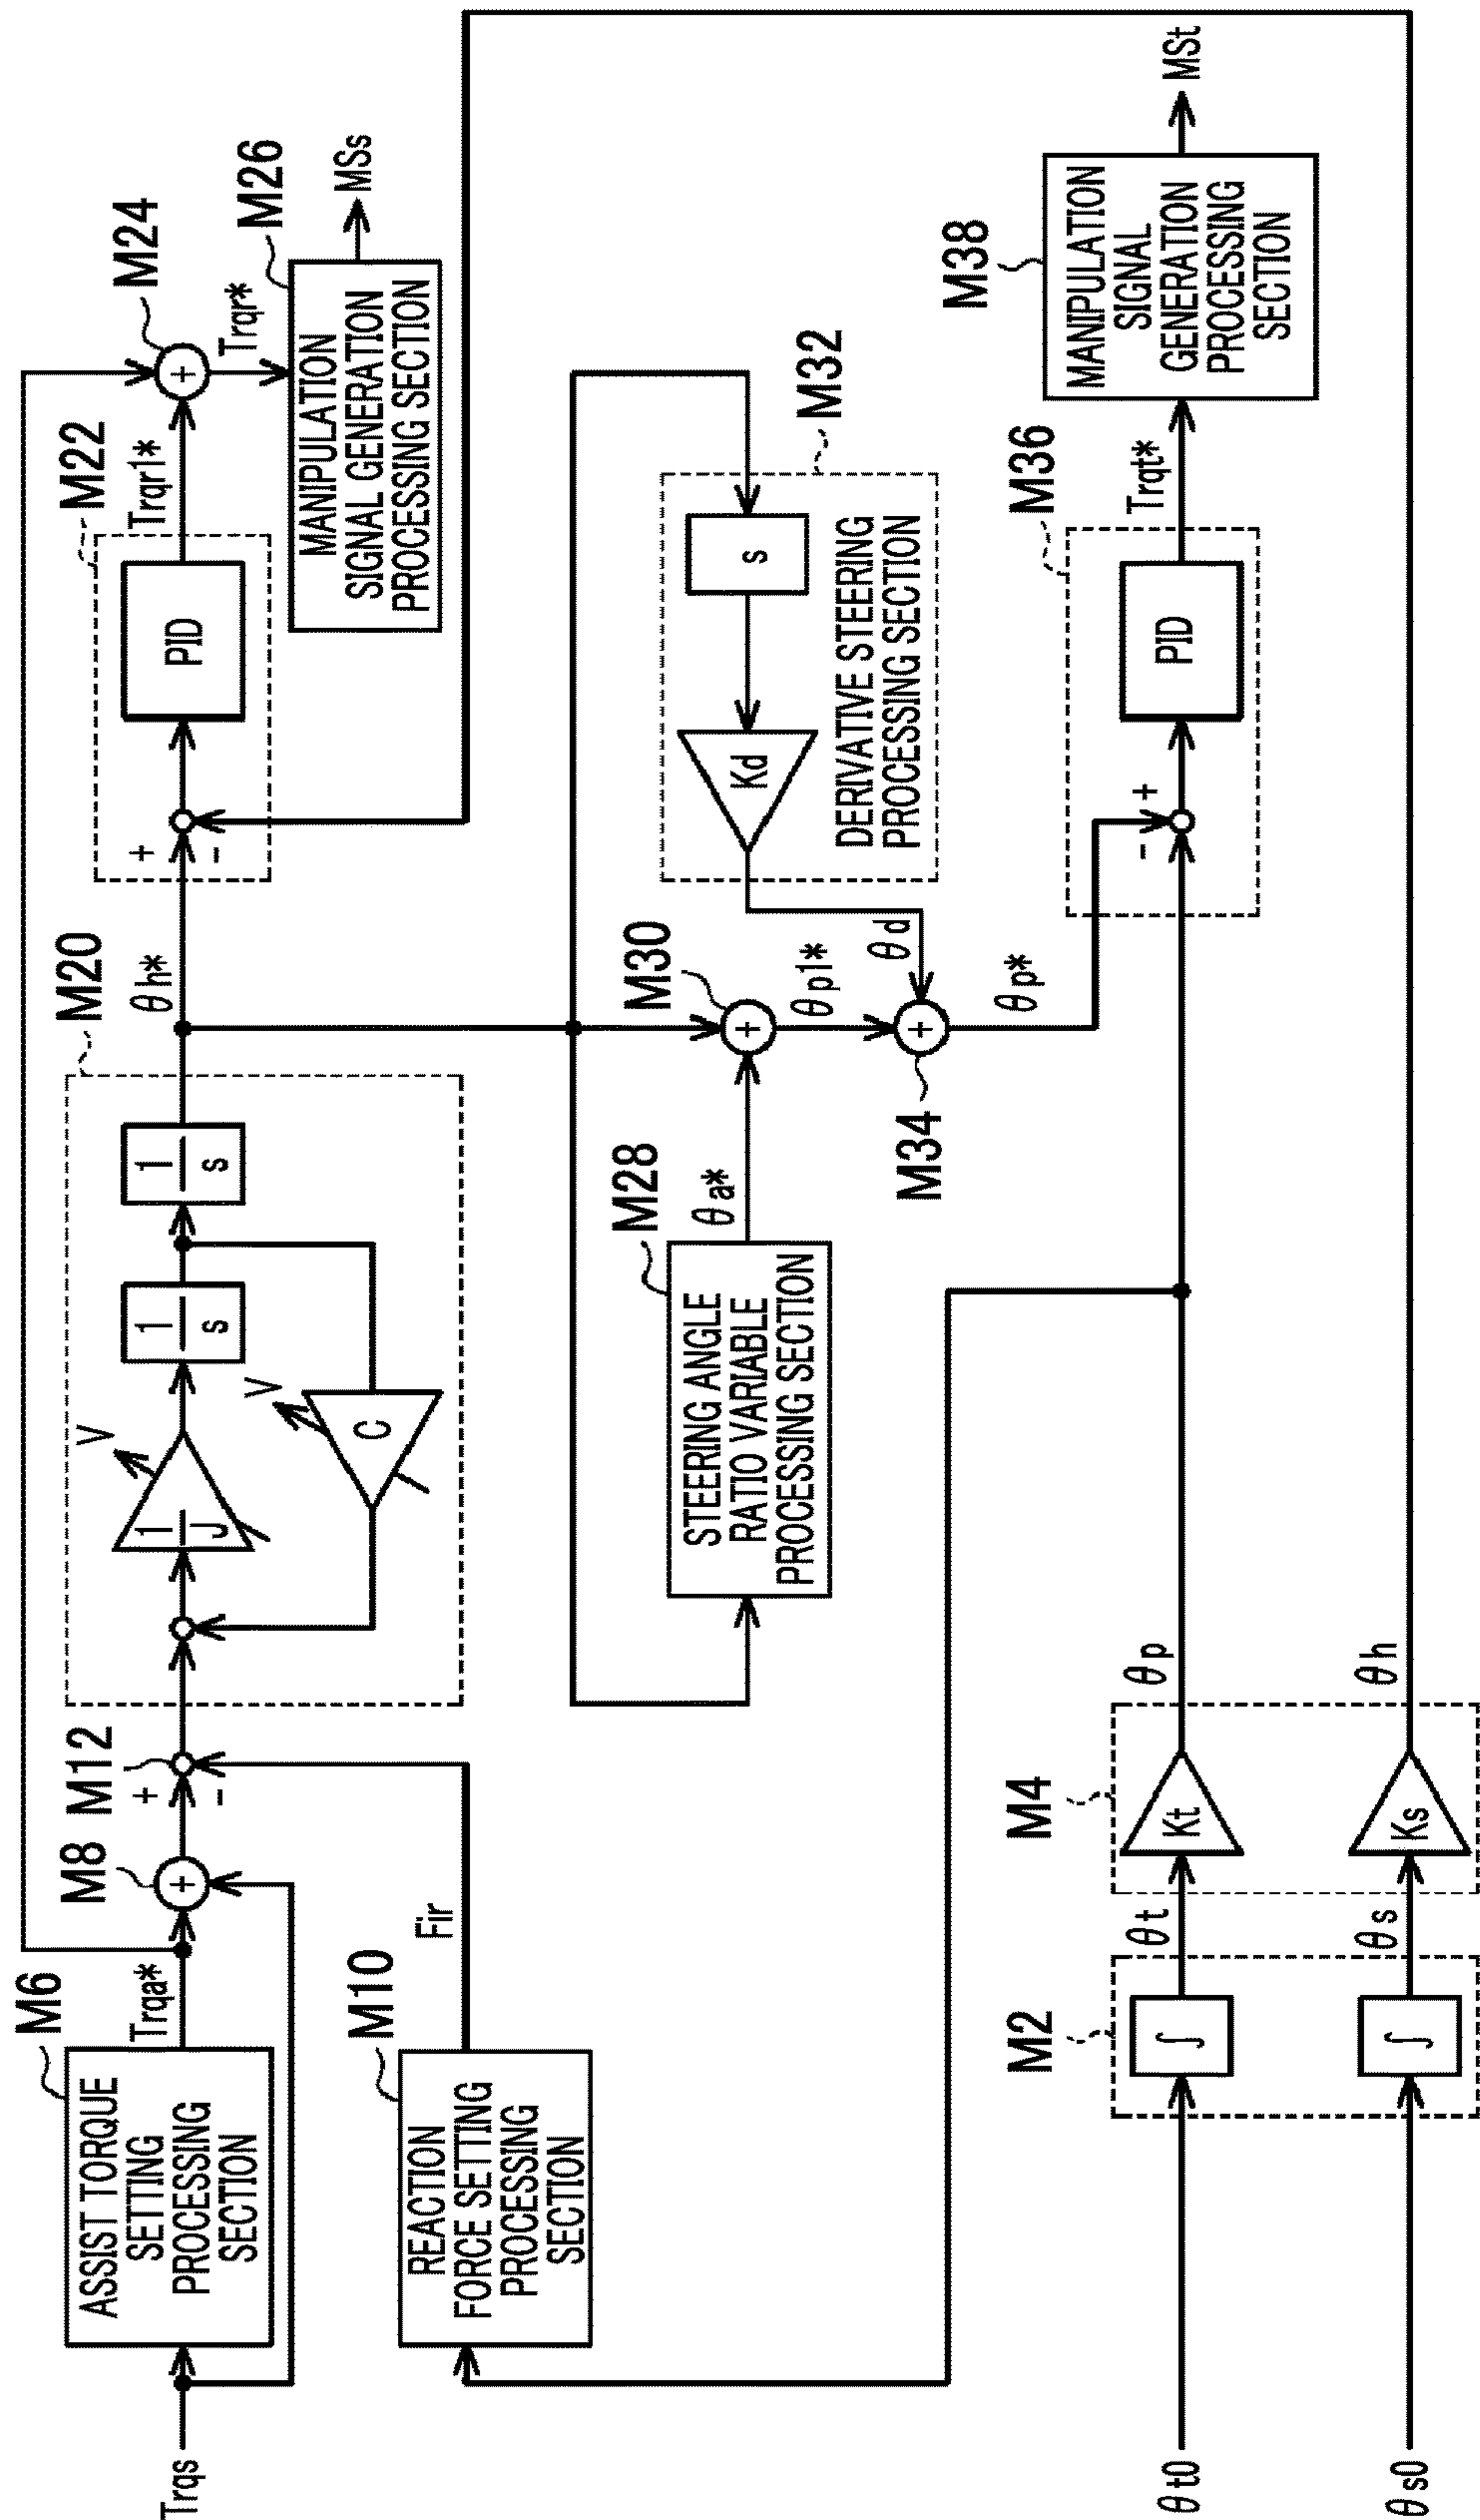 M6
ASSIST TORQUE
SETTING
PROCESSING
SECTION
Trqs
Trqa*
M8
+
M12
+
-
M20
1
J
V
1
s
1
s
C
V
θh*
M22
+
-
PID
Trqr1*
M24
+
Trqr*
M26
MANIPULATION
SIGNAL GENERATION
PROCESSING SECTION
MSs
M10
REACTION
FORCE SETTING
PROCESSING
SECTION
Fir
M28
STEERING ANGLE
RATIO VARIABLE
PROCESSING SECTION
θa*
M30
+
θp1*
M32
s
Kd
DERIVATIVE STEERING
PROCESSING SECTION
θd
M34
+
θp*
M36
-
+
PID
Trqt*
M38
MANIPULATION
SIGNAL
GENERATION
PROCESSING
SECTION
MSt
θt0
M2
∫
θt
M4
Kt
θp
θs0
∫
θs
Ks
θh